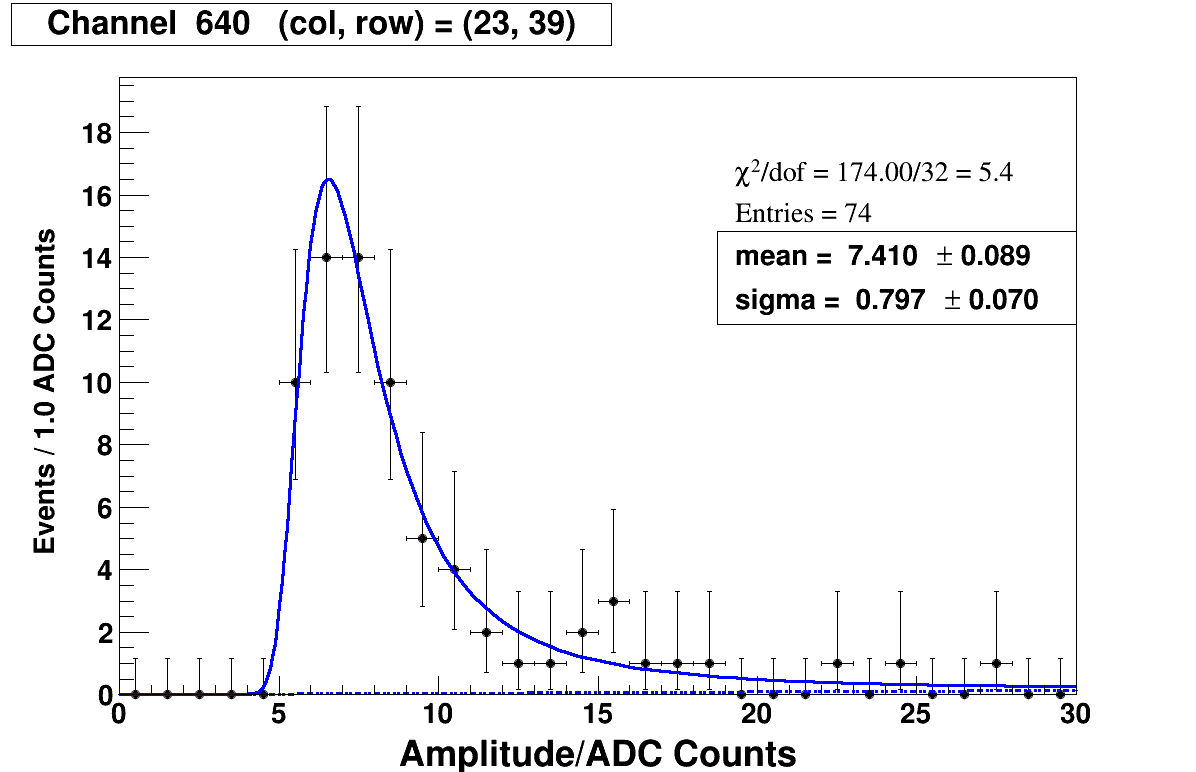 Channel 640 (col, row) = (23, 39)
χ²/dof = 174.00/32 = 5.4
Entries = 74
mean = 7.410 ± 0.089
sigma = 0.797 ± 0.070
Events / 1.0 ADC Counts
18
16
14
12
10
8
6
4
2
0
0 5 10 15 20 25 30
Amplitude/ADC Counts